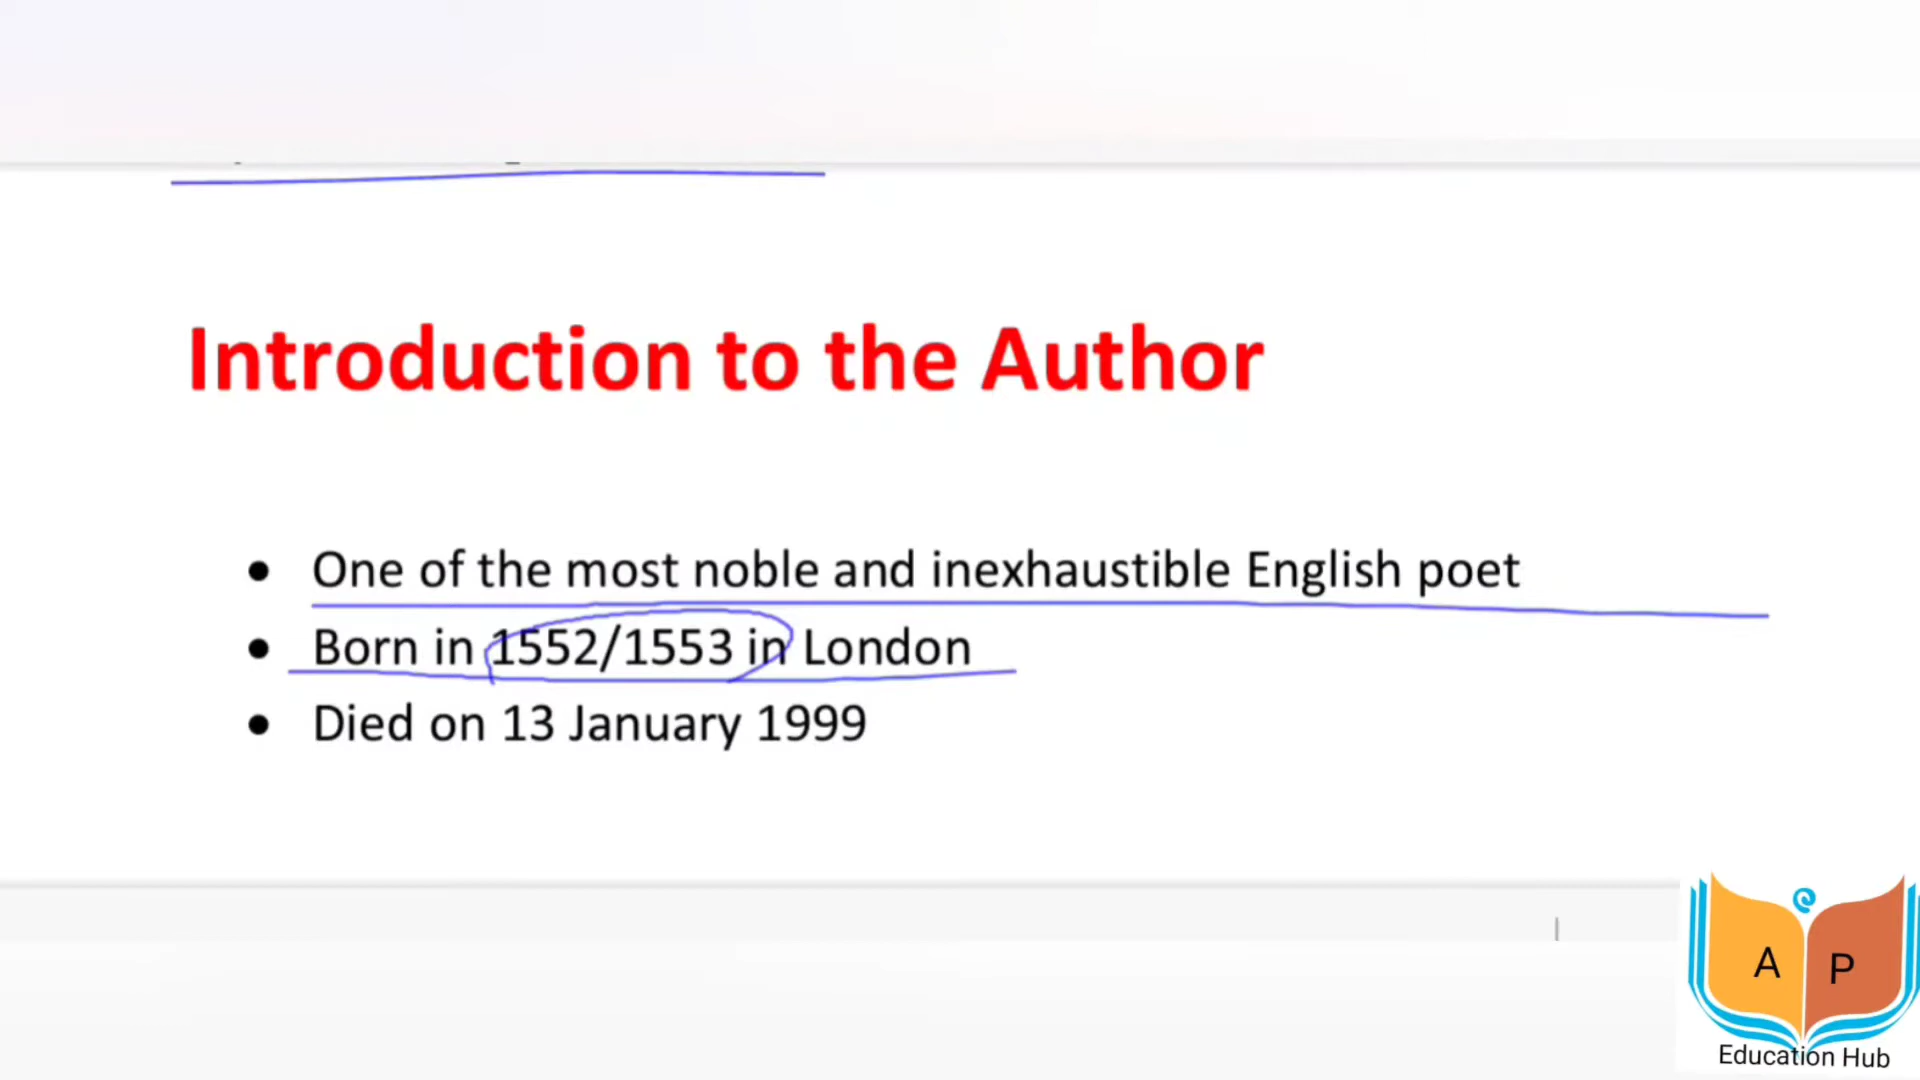 Introduction to the Author
• One of the most noble and inexhaustible English poet
• Born in 1552/1553 in London
• Died on 13 January 1999
A P
Education Hub